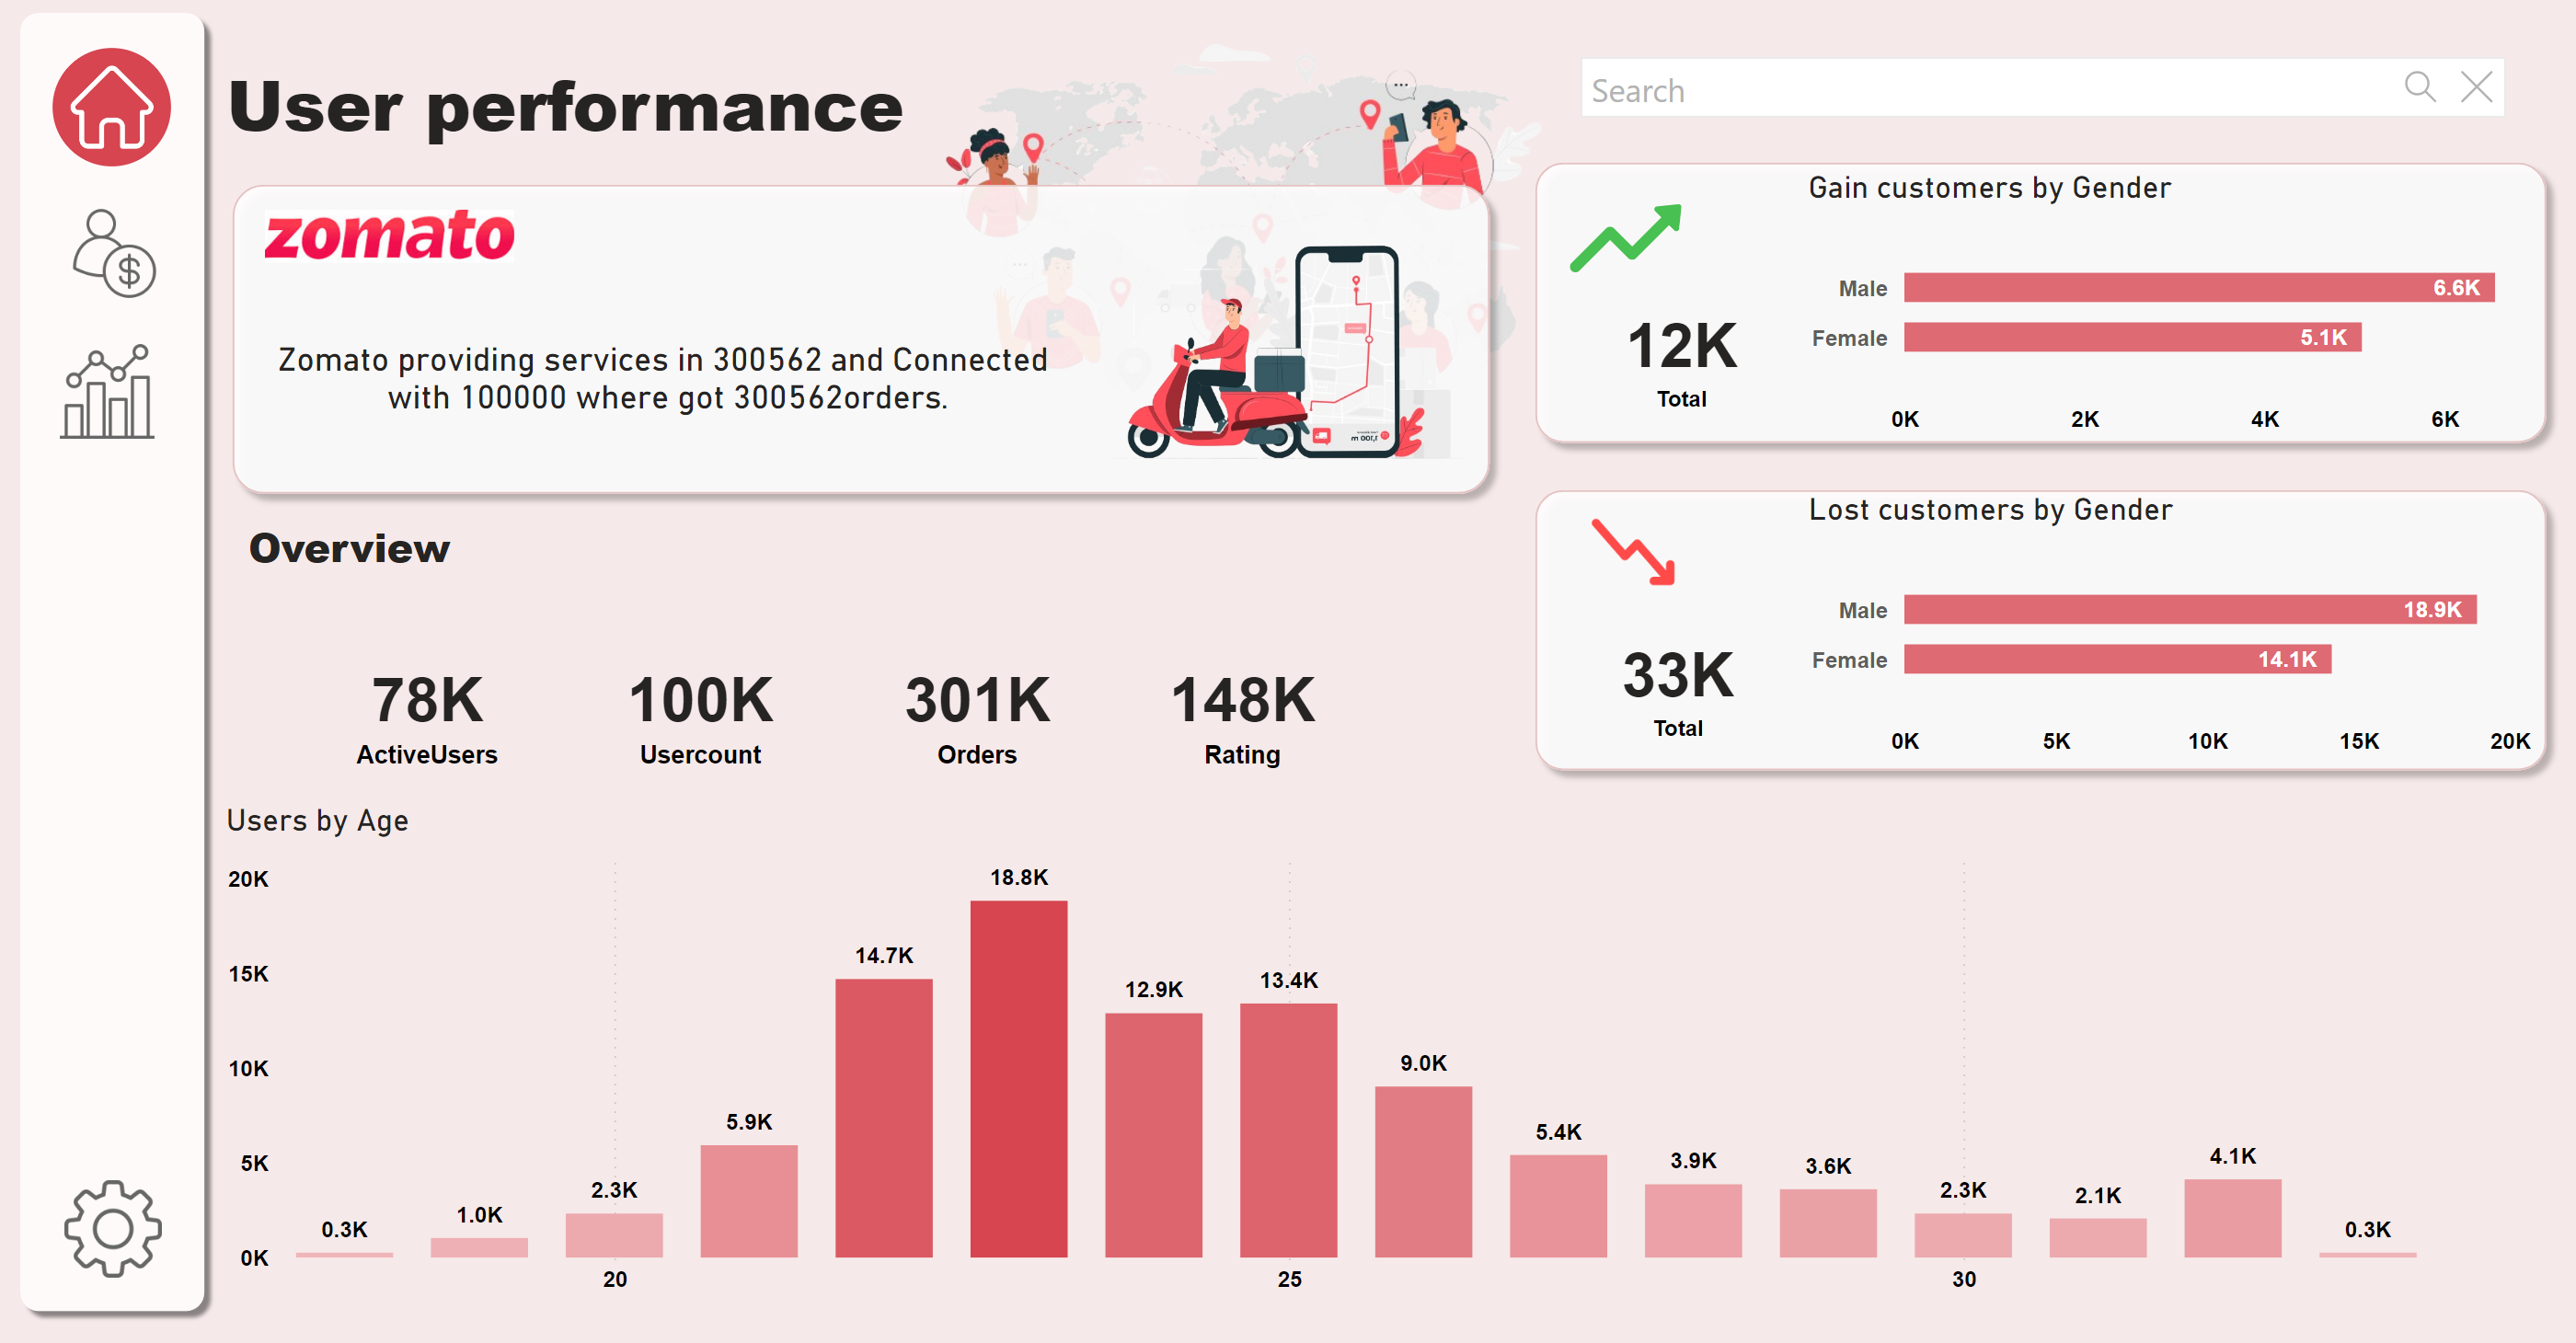 User performance
Search
zomato
Zomato providing services in 300562 and Connected
with 100000 where got 300562orders.
Gain customers by Gender
12K
Total
Male
6.6K
Female
5.1K
0K 2K 4K 6K
Lost customers by Gender
33K
Total
Male
18.9K
Female
14.1K
0K 5K 10K 15K 20K
Overview
78K
ActiveUsers
100K
Usercount
301K
Orders
148K
Rating
Users by Age
20K
15K
10K
5K
0K
0.3K
1.0K
2.3K
5.9K
14.7K
18.8K
12.9K
13.4K
9.0K
5.4K
3.9K
3.6K
2.3K
2.1K
4.1K
0.3K
20 25 30